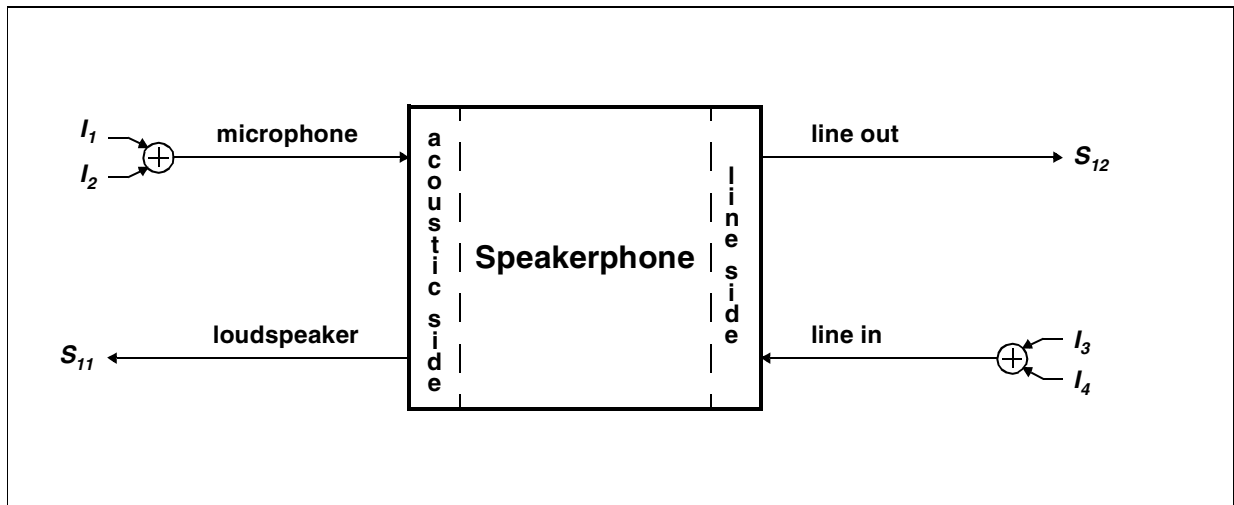 I1
I2
microphone
acoustic side
Speakerphone
line side
line out
S12
S11
loudspeaker
line in
I3
I4